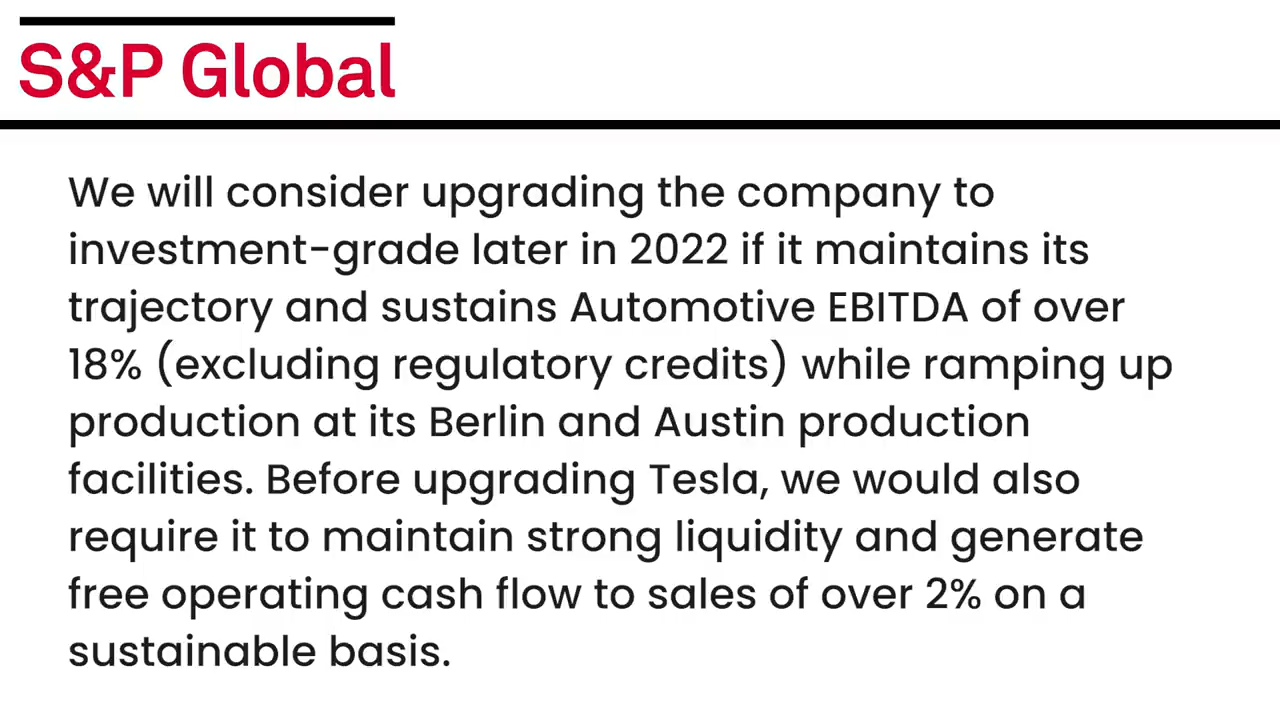 S&P Global
We will consider upgrading the company to
investment-grade later in 2022 if it maintains its
trajectory and sustains Automotive EBITDA of over
18% (excluding regulatory credits) while ramping up
production at its Berlin and Austin production
facilities. Before upgrading Tesla, we would also
require it to maintain strong liquidity and generate
free operating cash flow to sales of over 2% on a
sustainable basis.